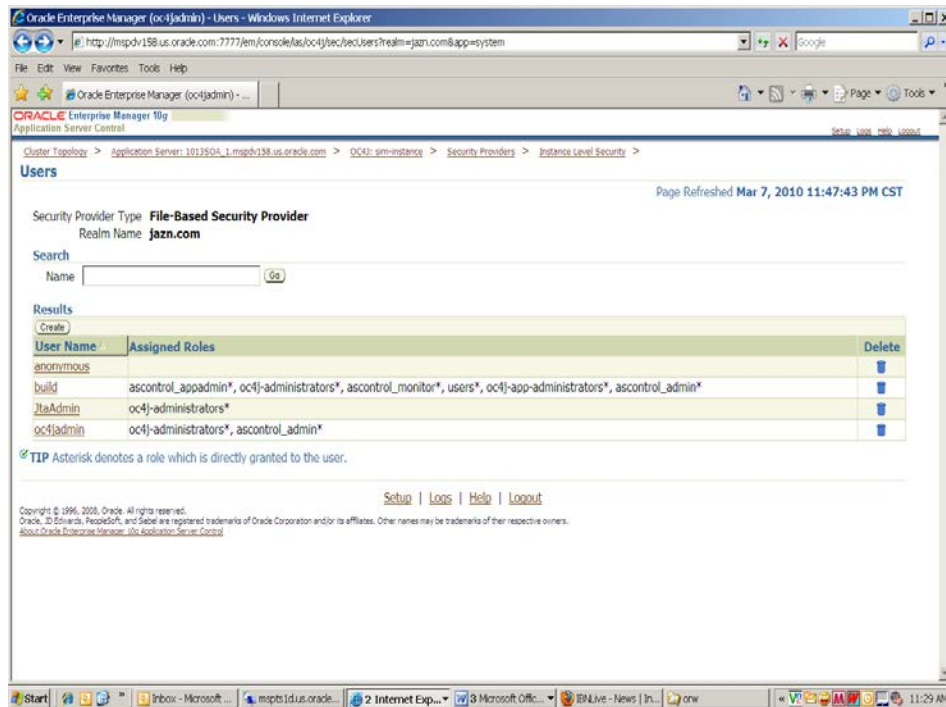 Oracle Enterprise Manager (oc4jadmin) - Users - Windows Internet Explorer
http://mspdv158.us.oracle.com:7777/em/console/ias/oc4j/sec/secUsers?realm=jazn.com&app=system
Google
File Edit View Favorites Tools Help
Oracle Enterprise Manager (oc4jadmin) - ...
Page Tools
ORACLE Enterprise Manager 10g
Application Server Control
Setup Logs Help Logout
Cluster Topology > Application Server: 1013SOA_1.mspdv158.us.oracle.com > OC4J: sim-instance > Security Providers > Instance Level Security >
Users
Page Refreshed Mar 7, 2010 11:47:43 PM CST
Security Provider Type File-Based Security Provider
Realm Name jazn.com
Search
Name Go
Results
Create
User Name Assigned Roles Delete
anonymous
build ascontrol_appadmin*, oc4j-administrators*, ascontrol_monitor*, users*, oc4j-app-administrators*, ascontrol_admin*
JtaAdmin oc4j-administrators*
oc4jadmin oc4j-administrators*, ascontrol_admin*
TIP Asterisk denotes a role which is directly granted to the user.
Setup | Logs | Help | Logout
Copyright © 1996, 2008, Oracle. All rights reserved.
Oracle, JD Edwards, PeopleSoft, and Siebel are registered trademarks of Oracle Corporation and/or its affiliates. Other names may be trademarks of their respective owners.
About Oracle Enterprise Manager 10g Application Server Control
Start Inbox - Microsoft ... mspts1d.us.oracle... 2 Internet Exp... 3 Microsoft Offic... IBNLive - News | In... orw 11:29 AM